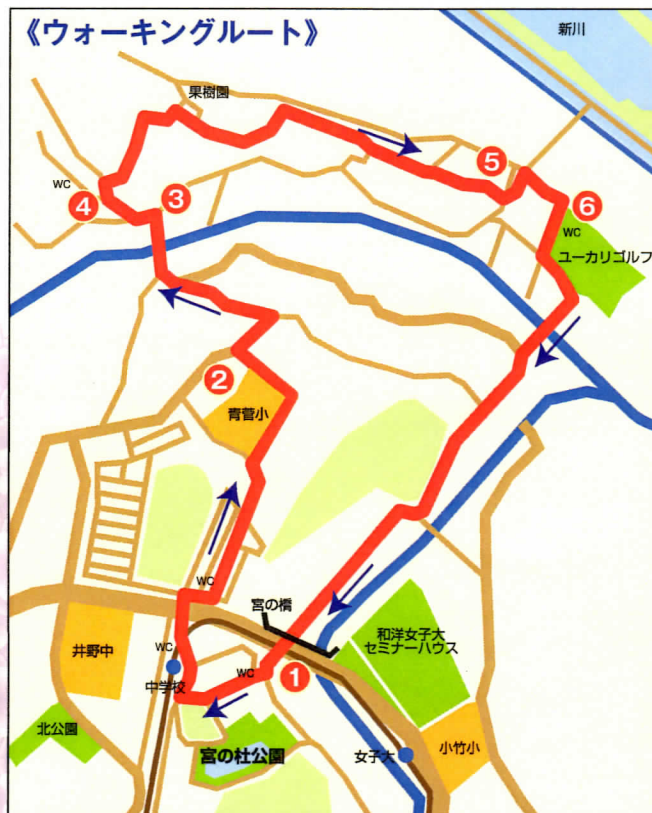 《ウォーキングルート》
新川
果樹園
WC
④
③
⑤
⑥
WC
ユーカリゴルフ
②
青菅小
WC
宮の橋
和洋女子大
セミナーハウス
井野中
WC
中学校
WC
①
北公園
宮の杜公園
女子大
小竹小